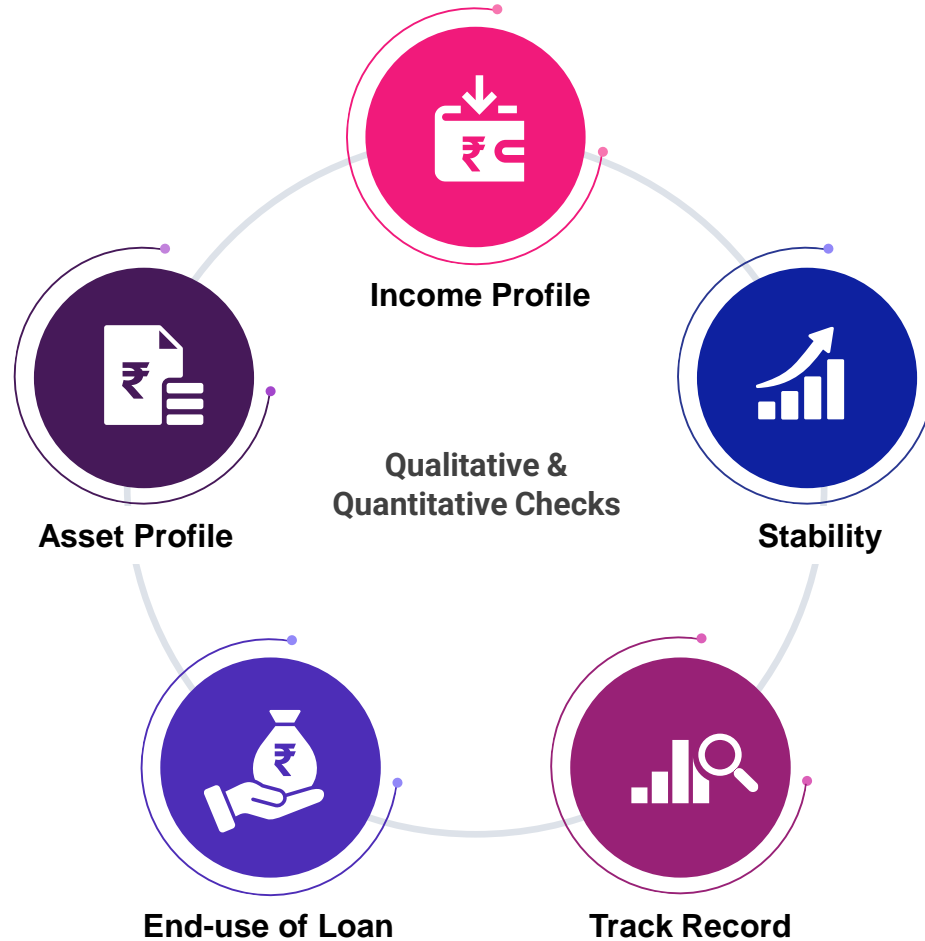 ₹
Income Profile
₹
Qualitative &
Quantitative Checks
Asset Profile
Stability
₹
End-use of Loan
Track Record